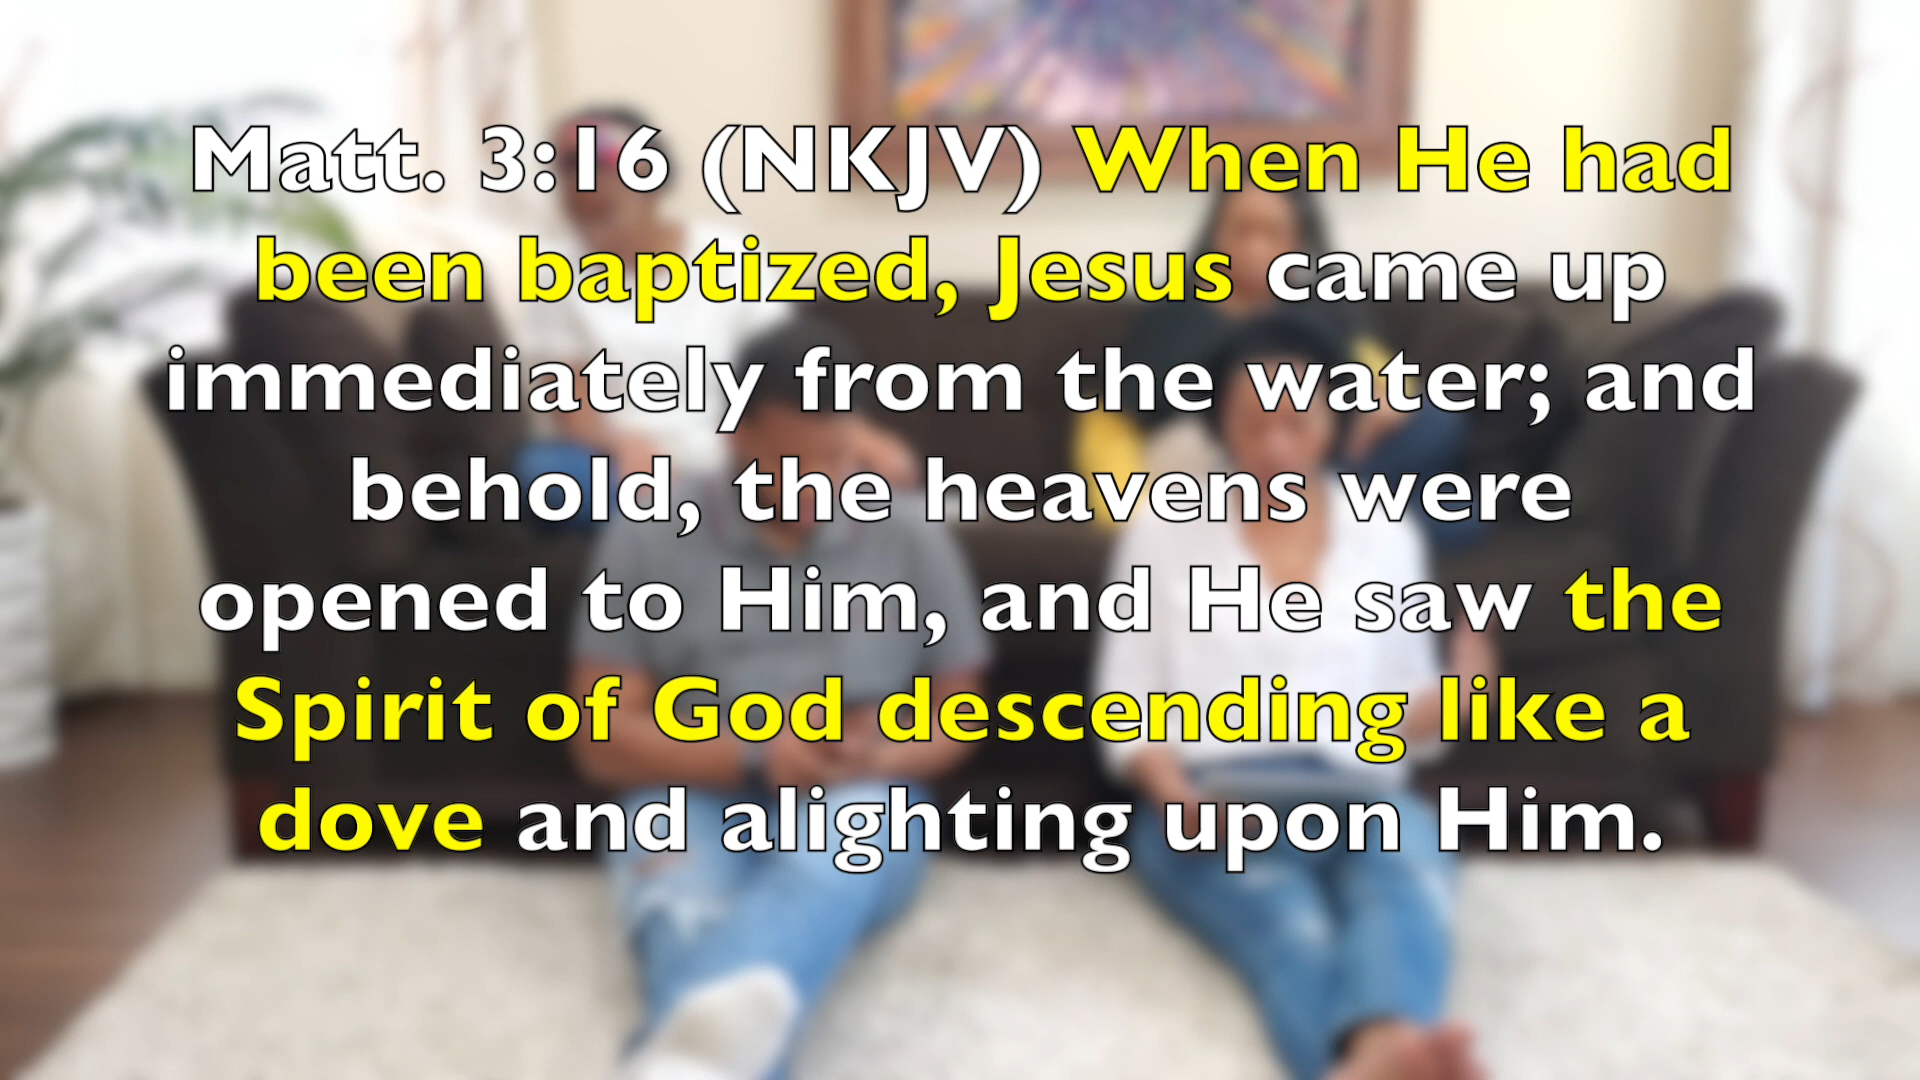 Matt. 3:16 (NKJV) When He had
been baptized, Jesus came up
immediately from the water; and
behold, the heavens were
opened to Him, and He saw the
Spirit of God descending like a
dove and alighting upon Him.